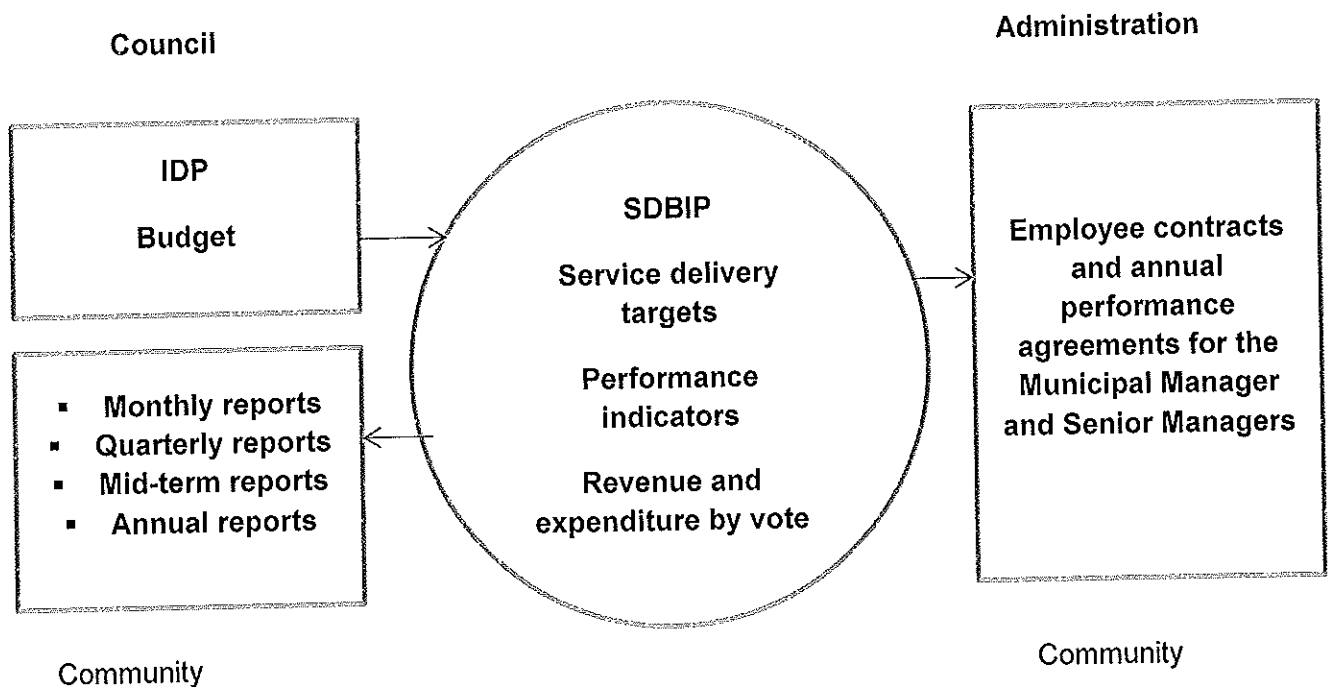 Council
Administration
IDP
Budget
▪ Monthly reports
▪ Quarterly reports
▪ Mid-term reports
▪ Annual reports
SDBIP
Service delivery
targets
Performance
indicators
Revenue and
expenditure by vote
Employee contracts
and annual
performance
agreements for the
Municipal Manager
and Senior Managers
Community
Community